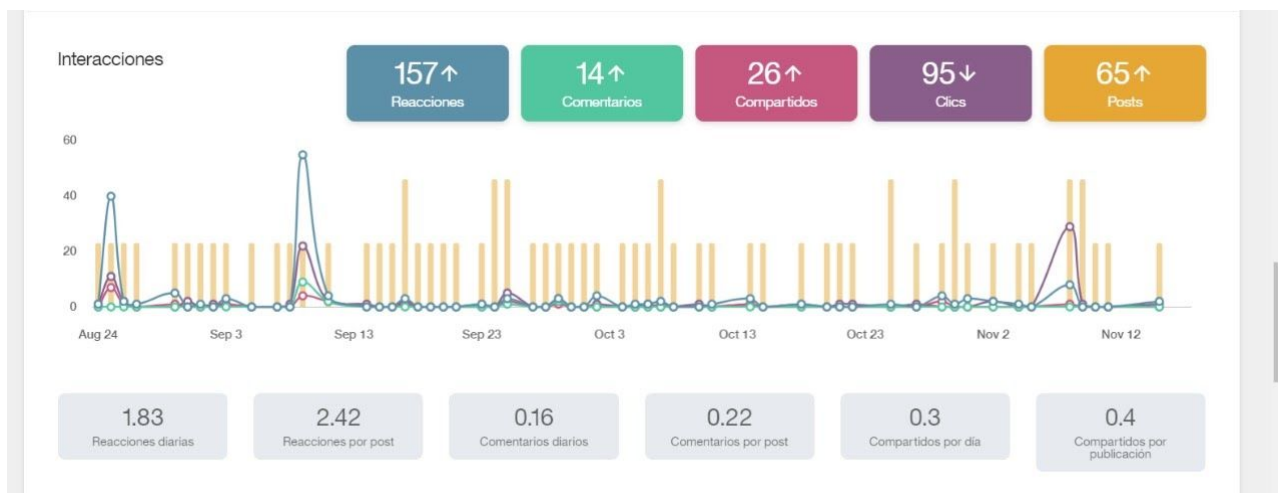 Interacciones
157↑
Reacciones
14↑
Comentarios
26↑
Compartidos
95↓
Clics
65↑
Posts
60
40
20
0
Aug 24
Sep 3
Sep 13
Sep 23
Oct 3
Oct 13
Oct 23
Nov 2
Nov 12
1.83
Reacciones diarias
2.42
Reacciones por post
0.16
Comentarios diarios
0.22
Comentarios por post
0.3
Compartidos por día
0.4
Compartidos por
publicación